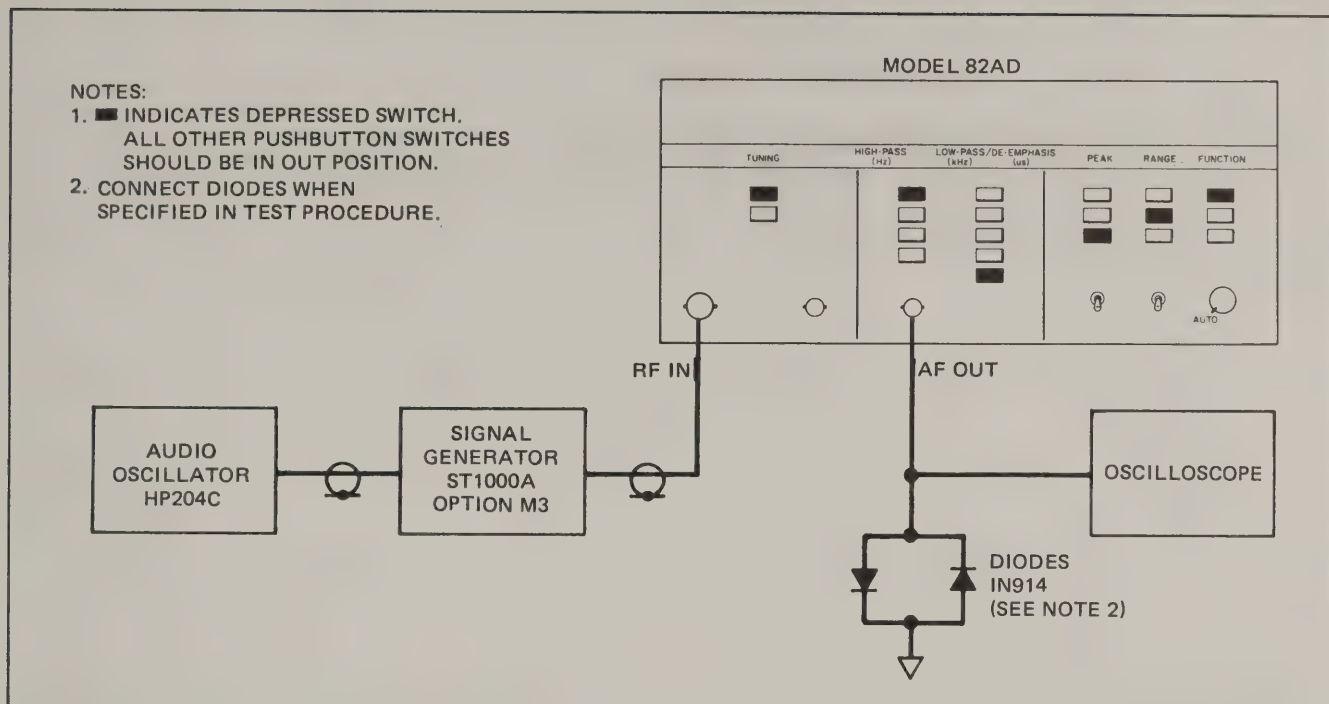 NOTES:
1. ■ INDICATES DEPRESSED SWITCH.
ALL OTHER PUSHBUTTON SWITCHES
SHOULD BE IN OUT POSITION.
2. CONNECT DIODES WHEN
SPECIFIED IN TEST PROCEDURE.
MODEL 82AD
TUNING
HIGH-PASS
(Hz)
LOW-PASS/DE-EMPHASIS
(kHz) (us)
PEAK
RANGE
FUNCTION
AUTO
RF IN
AF OUT
AUDIO
OSCILLATOR
HP204C
SIGNAL
GENERATOR
ST1000A
OPTION M3
OSCILLOSCOPE
DIODES
IN914
(SEE NOTE 2)